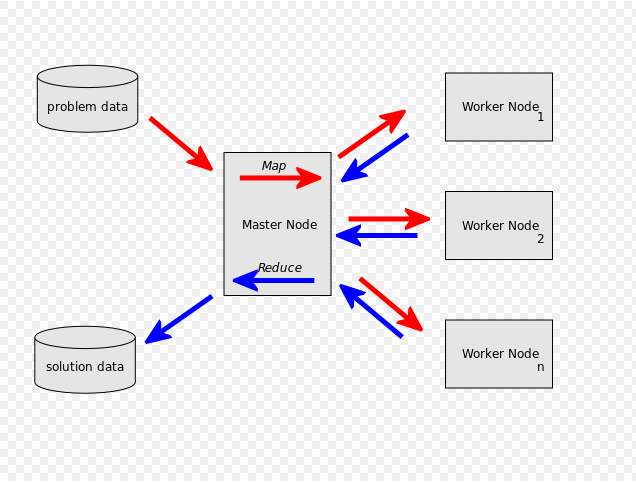 problem data
Map
Master Node
Reduce
solution data
Worker Node
1
Worker Node
2
Worker Node
n